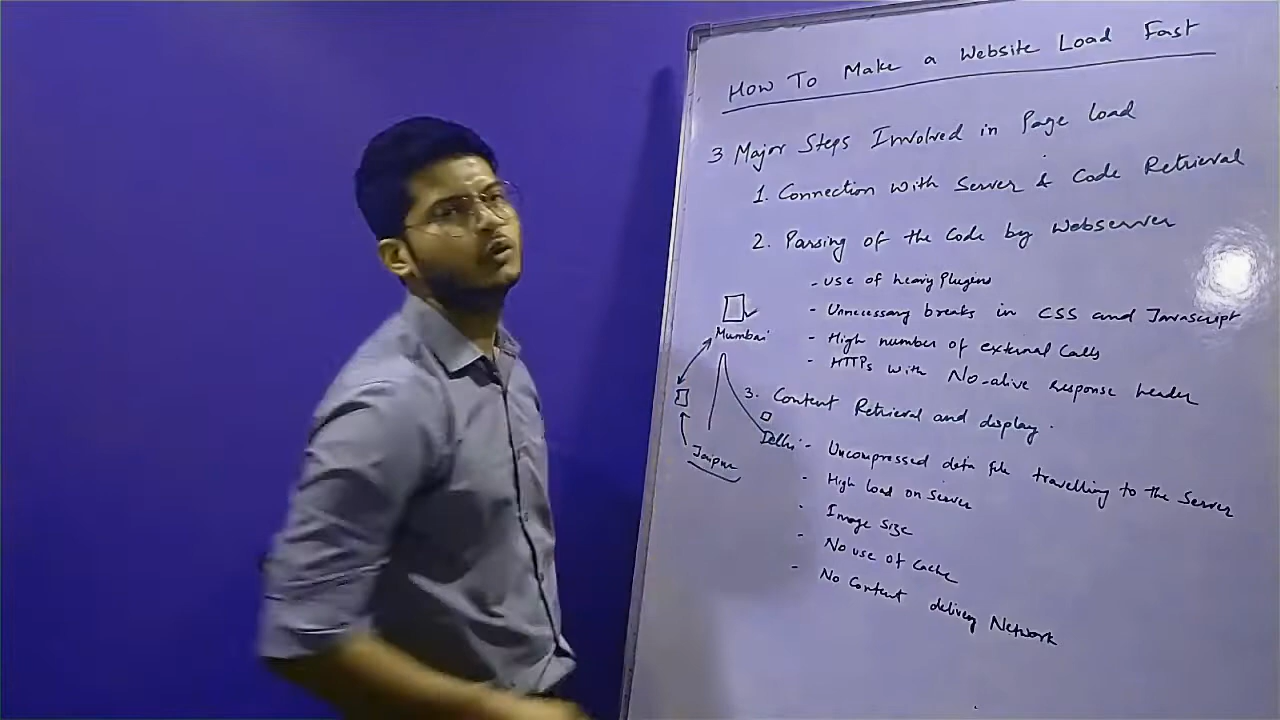 How To Make a Website Load Fast
3 Major Steps Involved in Page load
1. Connection with Server & Code Retrieval
2. Parsing of the Code by Webserver
- use of heavy Plugins
- Unnecessary breaks in CSS and Javascript
- High number of external Calls
- HTTPs with No-alive response header
Mumbai
3. Content Retrieval and display.
Delhi
Jaipur
- Uncompressed data file travelling to the Server
- High load on Server
- Image size
- No use of Cache
- No Content delivery Network